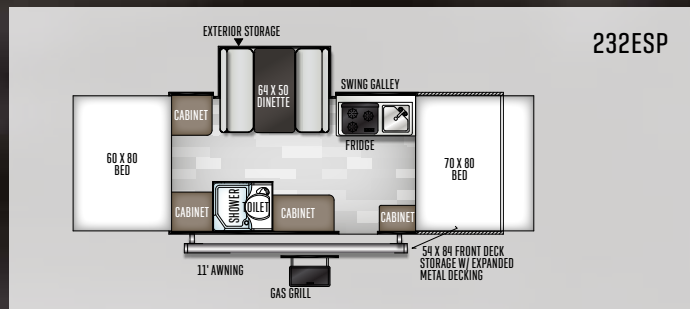 EXTERIOR STORAGE
232ESP
64 X 50
DINETTE
SWING GALLEY
CABINET
FRIDGE
60 X 80
BED
70 X 80
BED
CABINET
SHOWER
TOILET
CABINET
CABINET
11' AWNING
GAS GRILL
54 X 84 FRONT DECK
STORAGE W/ EXPANDED
METAL DECKING